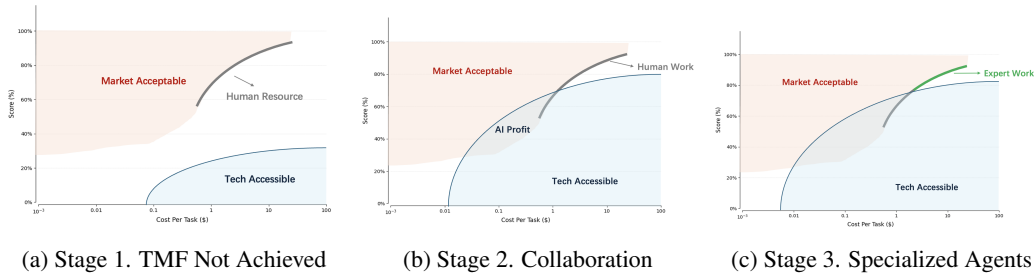 100%
80%
60%
40%
20%
0%
Score (%)
Market Acceptable
Human Resource
Tech Accessible
10⁻³
0.01
0.1
1
10
100
Cost Per Task ($)
(a) Stage 1. TMF Not Achieved
100%
80%
60%
40%
20%
0%
Score (%)
Market Acceptable
Human Work
AI Profit
Tech Accessible
10⁻³
0.01
0.1
1
10
100
Cost Per Task ($)
(b) Stage 2. Collaboration
100%
80%
60%
40%
20%
0%
Score (%)
Market Acceptable
Expert Work
Tech Accessible
10⁻³
0.01
0.1
1
10
100
Cost Per Task ($)
(c) Stage 3. Specialized Agents